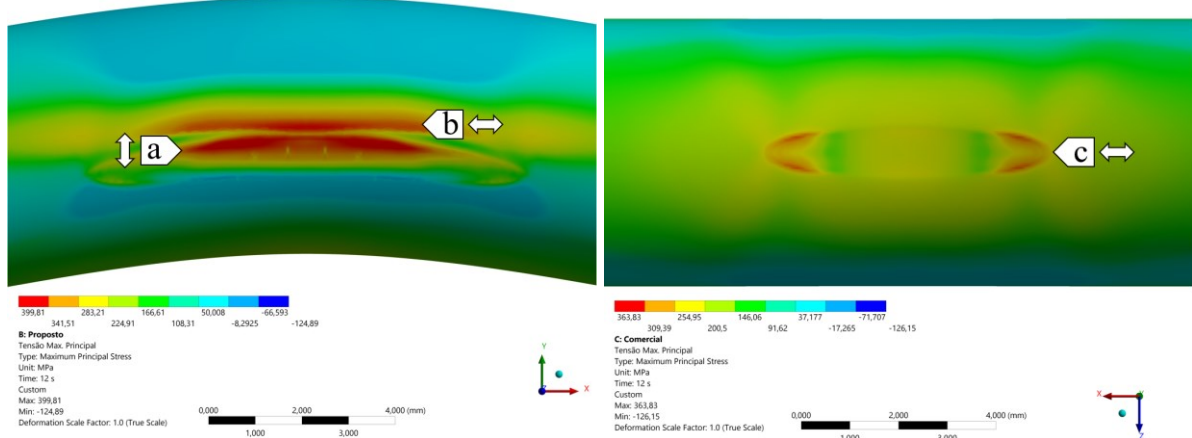 b
a
c
399,81 283,21 166,61 50,008 -66,593
341,51 224,91 108,31 -8,2925 -124,89
B: Proposto
Tensão Max. Principal
Type: Maximum Principal Stress
Unit: MPa
Time: 12 s
Custom
Max: 399,81
Min: -124,89
Deformation Scale Factor: 1.0 (True Scale)
0,000 2,000 4,000 (mm)
1,000 3,000
Y
Z
X
363,83 254,95 146,06 37,177 -71,707
309,39 200,5 91,62 -17,265 -126,15
C: Comercial
Tensão Max. Principal
Type: Maximum Principal Stress
Unit: MPa
Time: 12 s
Custom
Max: 363,83
Min: -126,15
Deformation Scale Factor: 1.0 (True Scale)
0,000 2,000 4,000 (mm)
1,000 3,000
X
Y
Z